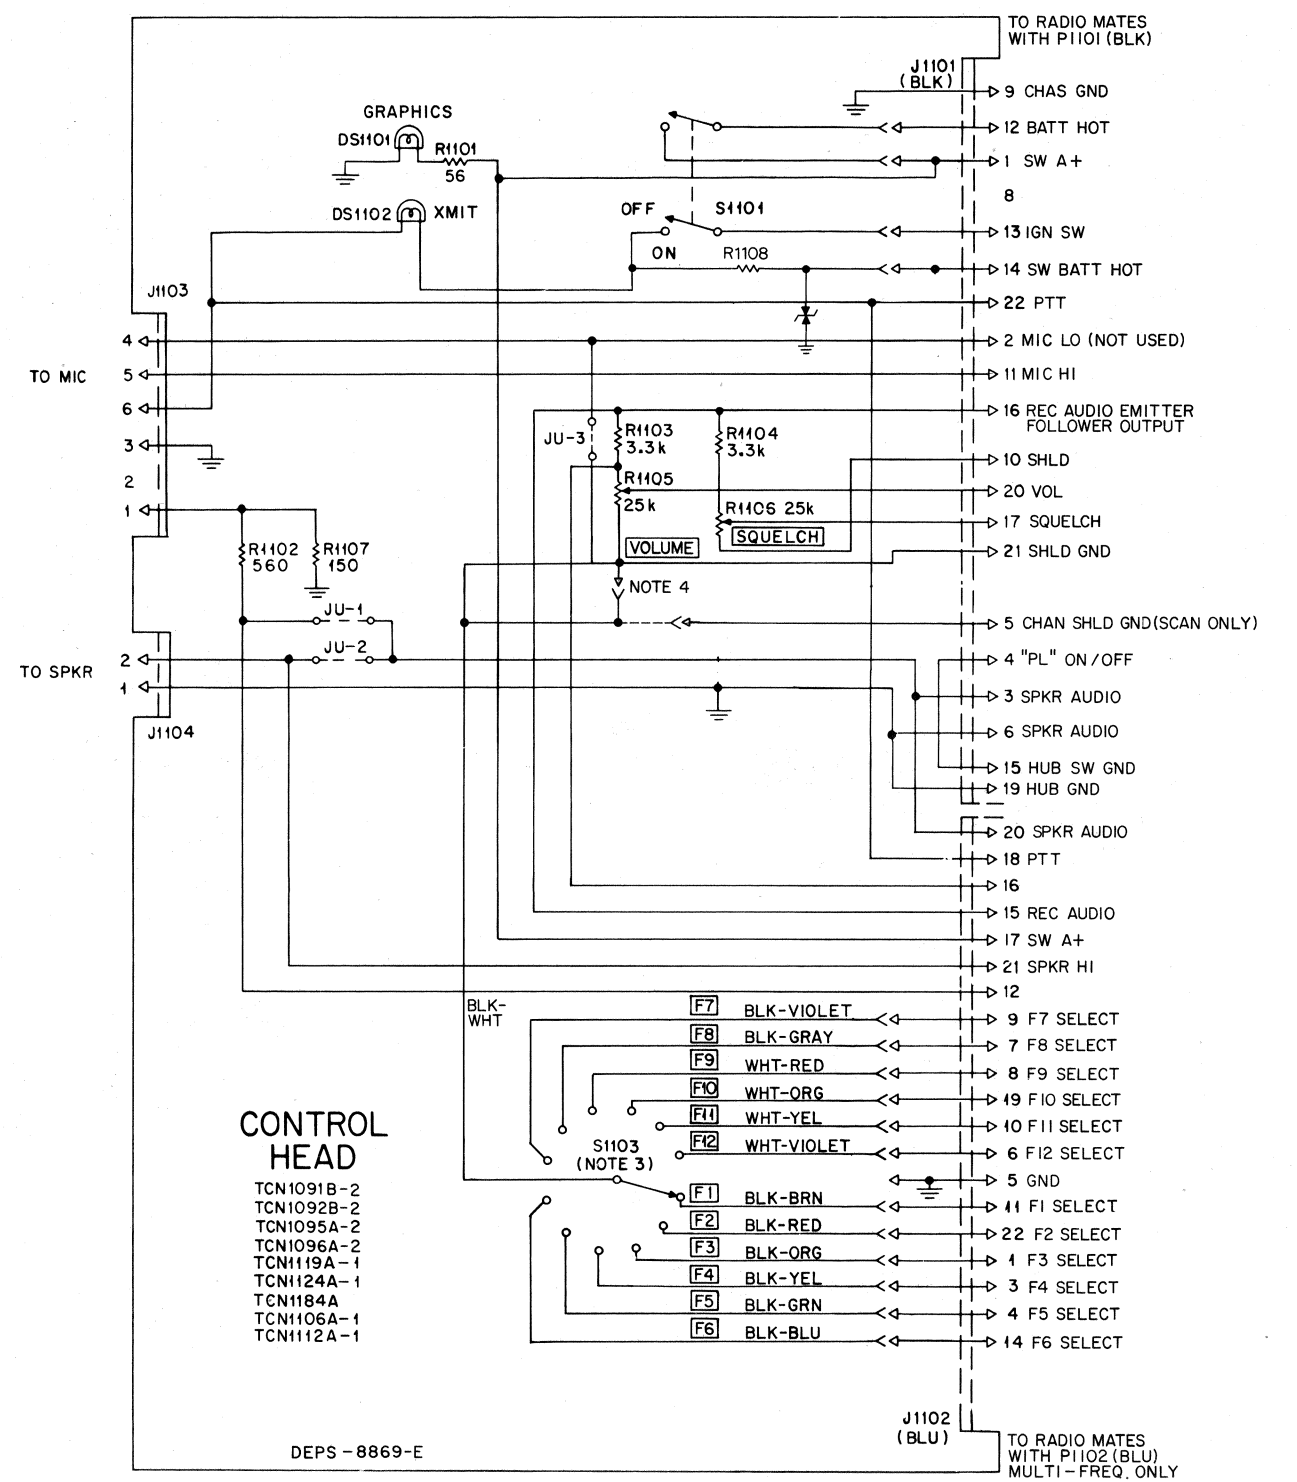 TO RADIO MATES
WITH P1101 (BLK)
J1101
(BLK)
9 CHAS GND
GRAPHICS
DS1101
R1101
56
12 BATT HOT
1 SW A+
8
DS1102
XMIT
OFF
S1101
ON
13 IGN SW
R1108
14 SW BATT HOT
J1103
22 PTT
4
2 MIC LO (NOT USED)
TO MIC
5
11 MIC HI
6
16 REC AUDIO EMITTER
FOLLOWER OUTPUT
JU-3
R1103
3.3k
R1104
3.3k
3
10 SHLD
2
R1105
25k
20 VOL
1
R1106 25k
17 SQUELCH
SQUELCH
R1102
560
R1107
150
VOLUME
21 SHLD GND
NOTE 4
JU-1
5 CHAN SHLD GND(SCAN ONLY)
JU-2
TO SPKR
2
4 "PL" ON/OFF
1
3 SPKR AUDIO
J1104
6 SPKR AUDIO
15 HUB SW GND
19 HUB GND
20 SPKR AUDIO
18 PTT
16
15 REC AUDIO
17 SW A+
21 SPKR HI
12
BLK-
WHT
F7 BLK-VIOLET 9 F7 SELECT
F8 BLK-GRAY 7 F8 SELECT
F9 WHT-RED 8 F9 SELECT
F10 WHT-ORG 19 F10 SELECT
F11 WHT-YEL 10 F11 SELECT
F12 WHT-VIOLET 6 F12 SELECT
S1103
(NOTE 3)
5 GND
F1 BLK-BRN 11 F1 SELECT
F2 BLK-RED 22 F2 SELECT
F3 BLK-ORG 1 F3 SELECT
F4 BLK-YEL 3 F4 SELECT
F5 BLK-GRN 4 F5 SELECT
F6 BLK-BLU 14 F6 SELECT
CONTROL
HEAD
TCN1091B-2
TCN1092B-2
TCN1095A-2
TCN1096A-2
TCN1119A-1
TCN1124A-1
TCN1184A
TCN1106A-1
TCN1112A-1
DEPS-8869-E
J1102
(BLU)
TO RADIO MATES
WITH P1102 (BLU)
MULTI-FREQ. ONLY